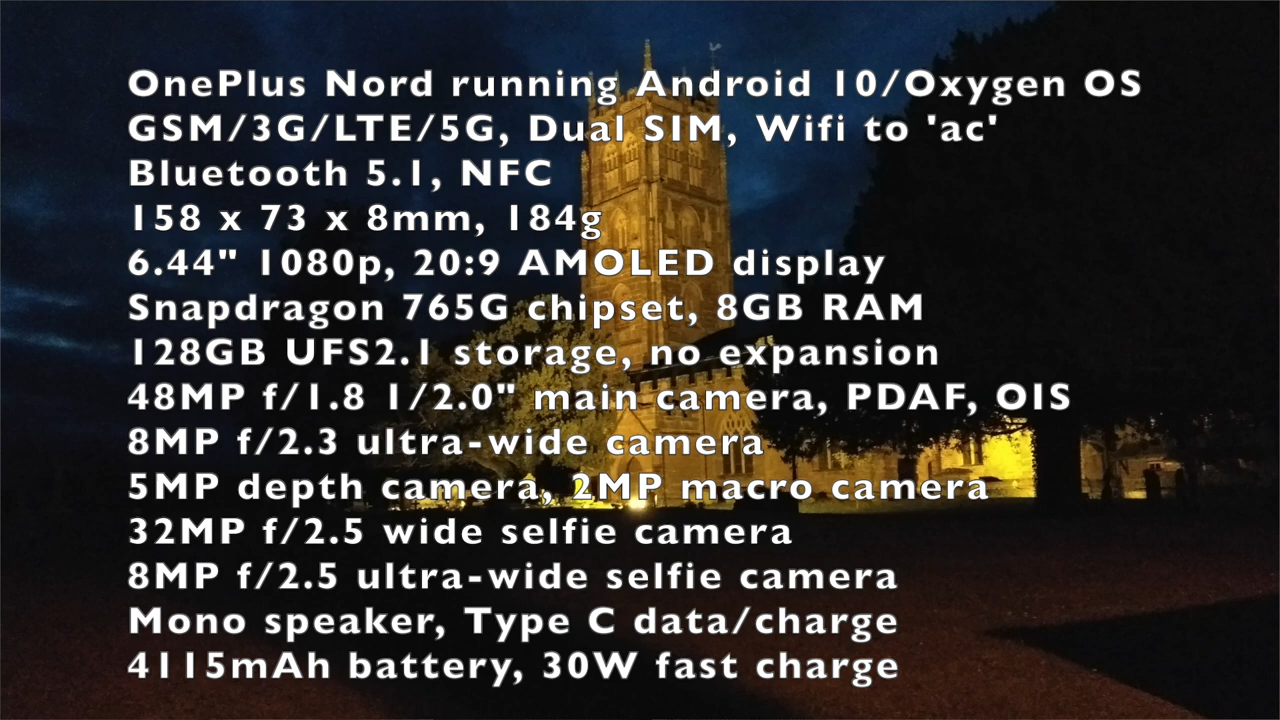 OnePlus Nord running Android 10/Oxygen OS
GSM/3G/LTE/5G, Dual SIM, Wifi to 'ac'
Bluetooth 5.1, NFC
158 x 73 x 8mm, 184g
6.44" 1080p, 20:9 AMOLED display
Snapdragon 765G chipset, 8GB RAM
128GB UFS2.1 storage, no expansion
48MP f/1.8 1/2.0" main camera, PDAF, OIS
8MP f/2.3 ultra-wide camera
5MP depth camera, 2MP macro camera
32MP f/2.5 wide selfie camera
8MP f/2.5 ultra-wide selfie camera
Mono speaker, Type C data/charge
4115mAh battery, 30W fast charge